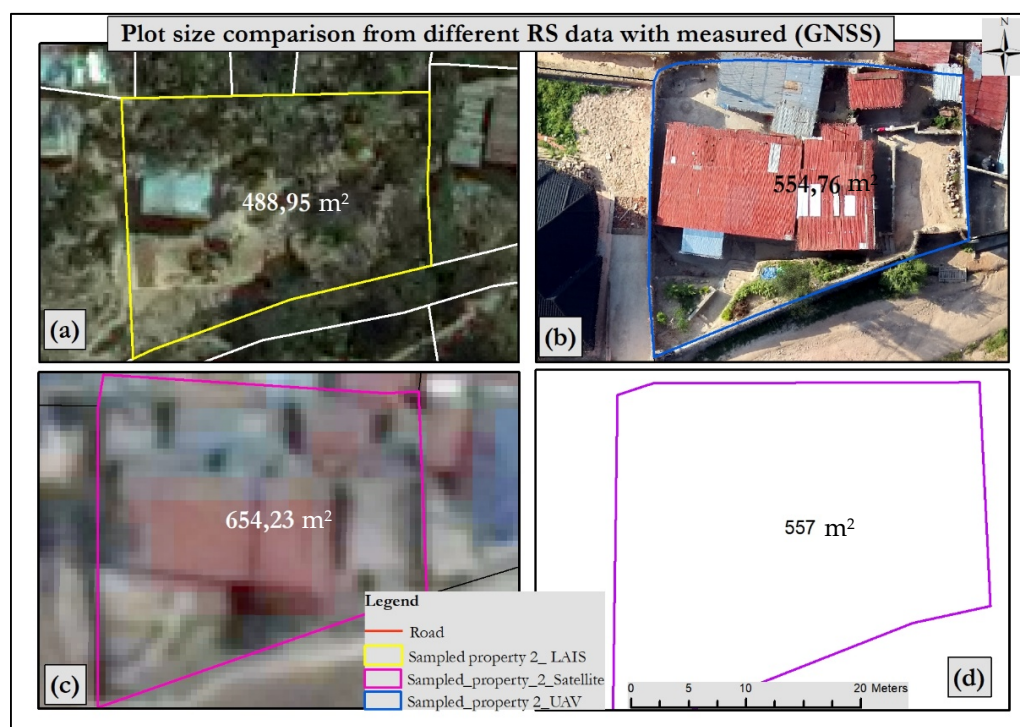 Plot size comparison from different RS data with measured (GNSS)
N
488,95 m²
(a)
554,76 m²
(b)
654,23 m²
(c)
557 m²
(d)
Legend
Road
Sampled property 2_ LAIS
Sampled_property_2_Satellite
Sampled_property 2_UAV
0 5 10 20 Meters